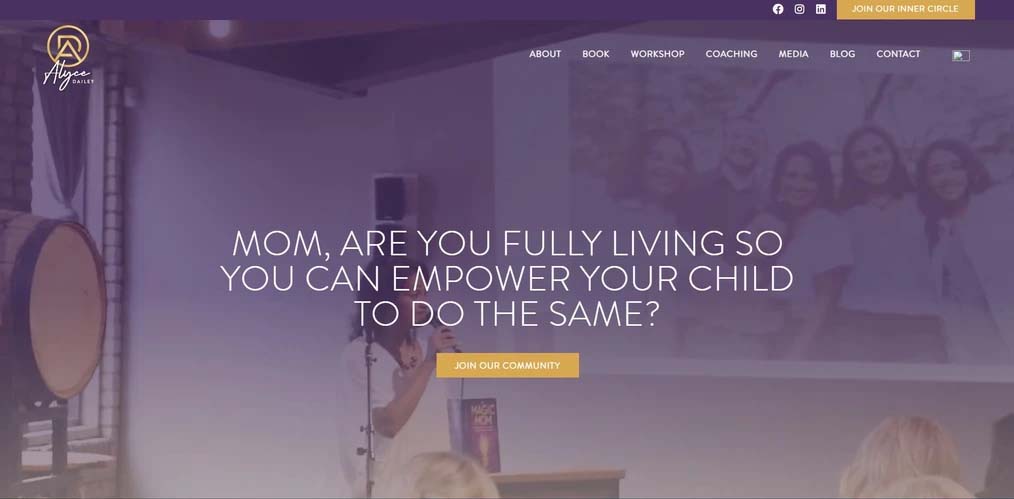 JOIN OUR INNER CIRCLE
Alyce
DAILEY
ABOUT BOOK WORKSHOP COACHING MEDIA BLOG CONTACT
MOM, ARE YOU FULLY LIVING SO
YOU CAN EMPOWER YOUR CHILD
TO DO THE SAME?
JOIN OUR COMMUNITY
MAGIC
MOM